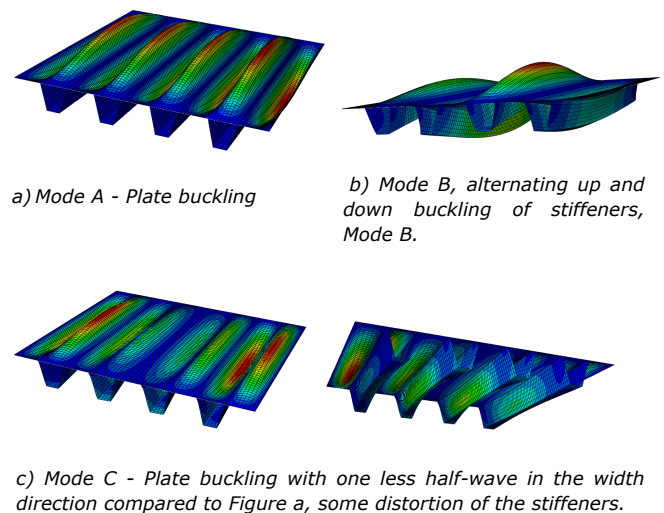 a) Mode A - Plate buckling
b) Mode B, alternating up and
down buckling of stiffeners,
Mode B.
c) Mode C - Plate buckling with one less half-wave in the width
direction compared to Figure a, some distortion of the stiffeners.